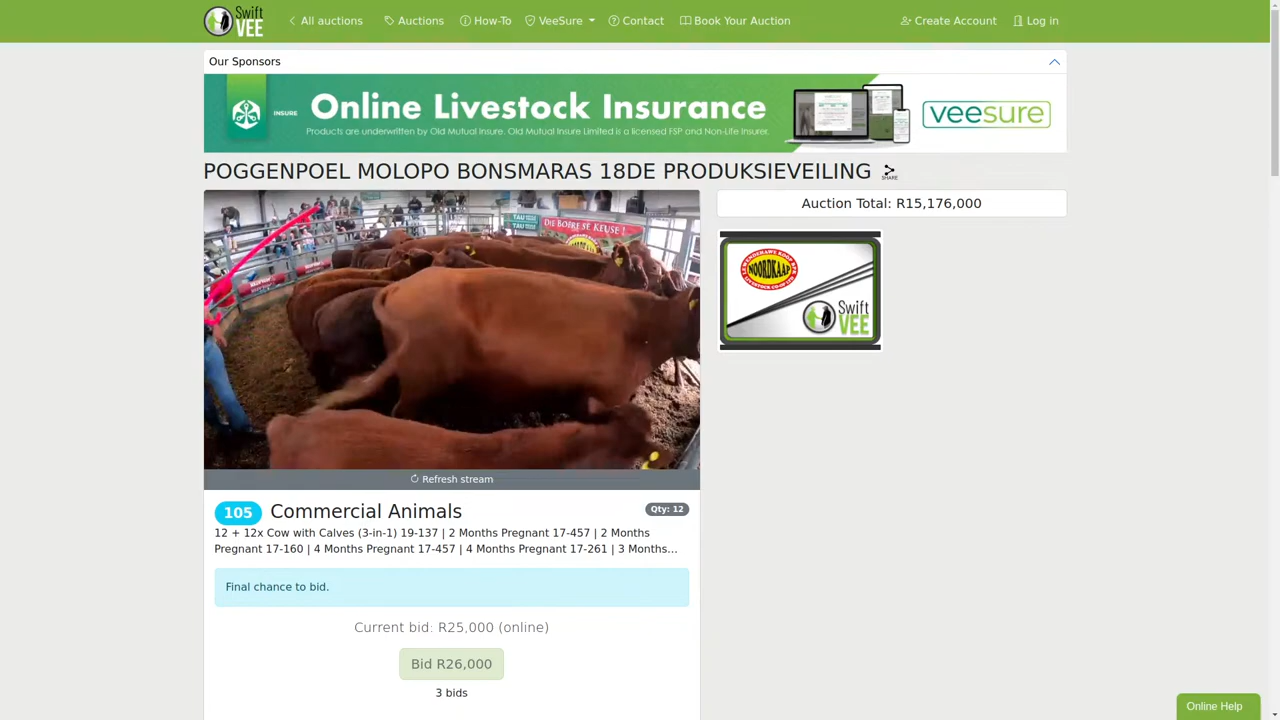 Swift VEE
All auctions
Auctions
How-To
VeeSure
Contact
Book Your Auction
Create Account
Log in
Our Sponsors
INSURE
Online Livestock Insurance
Products are underwritten by Old Mutual Insure. Old Mutual Insure Limited is a licensed FSP and Non-Life Insurer.
veesure
POGGENPOEL MOLOPO BONSMARAS 18DE PRODUKSIEVEILING
SHARE
Auction Total: R15,176,000
TAU
TAU
DIE BOERE SE KEUSE !
NOORDKAAP
LIVESTOCK CO-OP LTD
Swift
VEE
Refresh stream
105
Commercial Animals
Qty: 12
12 + 12x Cow with Calves (3-in-1) 19-137 | 2 Months Pregnant 17-457 | 2 Months
Pregnant 17-160 | 4 Months Pregnant 17-457 | 4 Months Pregnant 17-261 | 3 Months...
Final chance to bid.
Current bid: R25,000 (online)
Bid R26,000
3 bids
Online Help